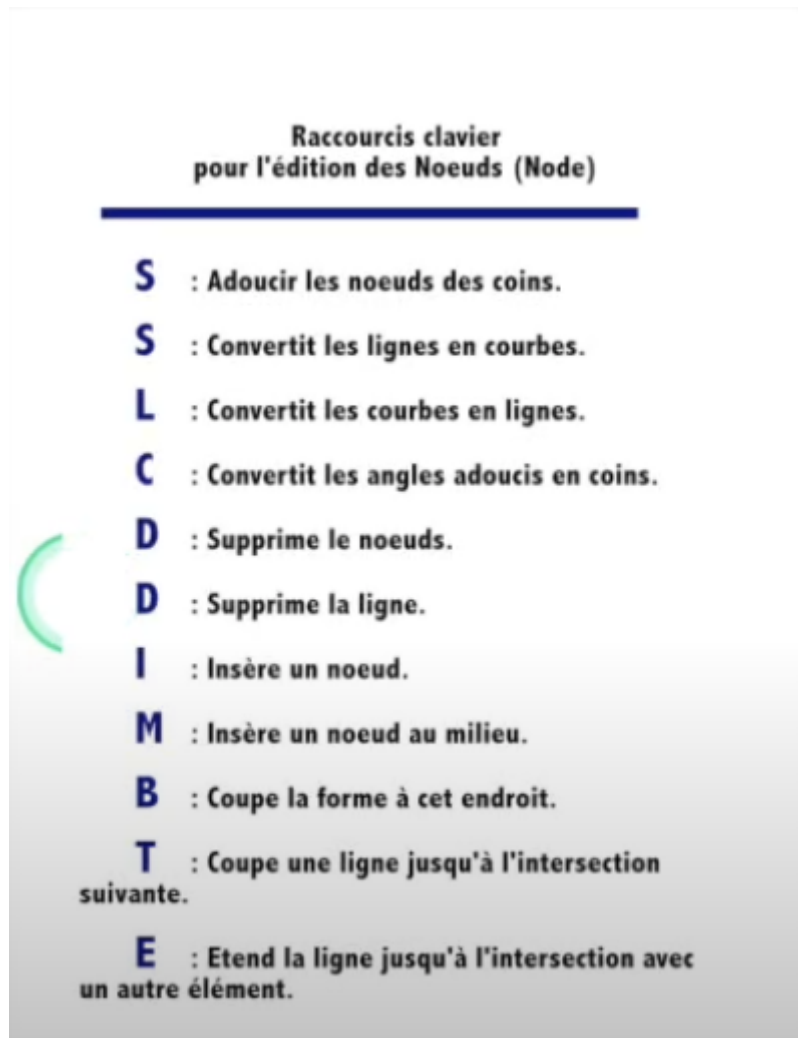 Raccourcis clavier
pour l'édition des Noeuds (Node)
S : Adoucir les noeuds des coins.
S : Convertit les lignes en courbes.
L : Convertit les courbes en lignes.
C : Convertit les angles adoucis en coins.
D : Supprime le noeuds.
D : Supprime la ligne.
I : Insère un noeud.
M : Insère un noeud au milieu.
B : Coupe la forme à cet endroit.
T : Coupe une ligne jusqu'à l'intersection
suivante.
E : Etend la ligne jusqu'à l'intersection avec
un autre élément.